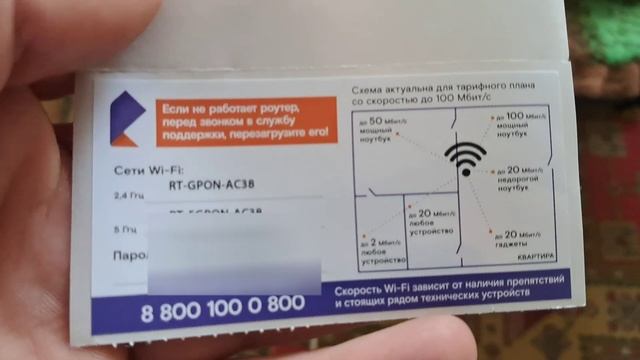 Если не работает роутер,
перед звонком в службу
поддержки, перезагрузите его!
Сети Wi-Fi:
2,4 Ггц RT-GPON-AC38
5 Ггц
Паро
8 800 100 0 800
Схема актуальна для тарифного плана
со скоростью до 100 Мбит/с
до 50 Мбит/с
мощный
ноутбук
до 100 Мбит/с
мощный
ноутбук
до 20 Мбит/с
недорогой
ноутбук
до 20 Мбит/с
любое
устройство
до 2 Мбит/с
любое
устройство
до 20 Мбит/с
гаджеты
КВАРТИРА
Скорость Wi-Fi зависит от наличия препятствий
и стоящих рядом технических устройств